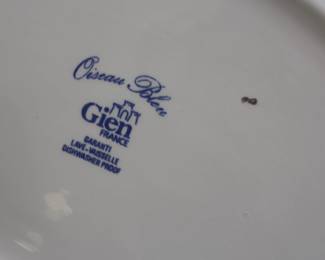 Oiseau Bleu
Gien
FRANCE
GARANTI
LAVE-VAISSELLE
DISHWASHER PROOF